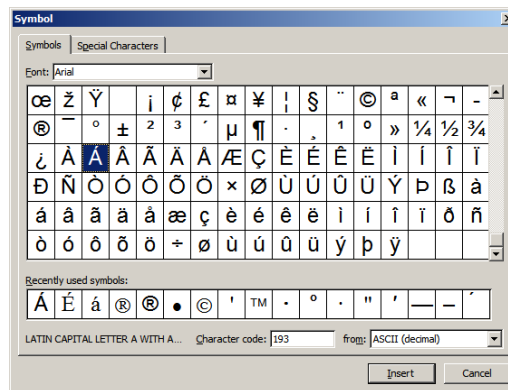 Symbol
Symbols Special Characters
Font: Arial
œ ž Ÿ ¡ ¢ £ ¤ ¥ ¦ § ¨ © ª « ¬ -
® ¯ ° ± ² ³ ´ µ ¶ · ¸ ¹ º » ¼ ½ ¾
¿ À Á Â Ã Ä Å Æ Ç È É Ê Ë Ì Í Î Ï
Ð Ñ Ò Ó Ô Õ Ö × Ø Ù Ú Û Ü Ý Þ ß à
á â ã ä å æ ç è é ê ë ì í î ï ð ñ
ò ó ô õ ö ÷ ø ù ú û ü ý þ ÿ
Recently used symbols:
Á É á ® ® • © ' ™ · ° · " ′ — – ´
LATIN CAPITAL LETTER A WITH A... Character code: 193 from: ASCII (decimal)
Insert Cancel